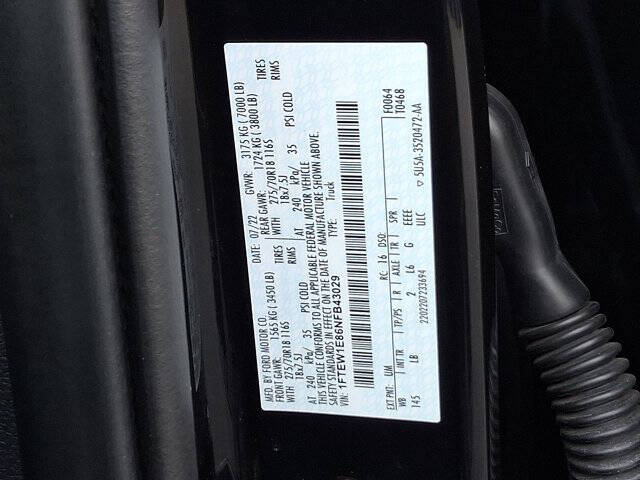 MFD. BY FORD MOTOR CO. DATE: 07/22 GVWR: 3175 KG ( 7000 LB)
FRONT GAWR: 1565 KG ( 3450 LB) REAR GAWR: 1724 KG ( 3800 LB)
WITH 275/70R18 116S TIRES WITH 275/70R18 116S TIRES
18x7.5J RIMS 18x7.5J RIMS
AT 240 kPa/ 35 PSI COLD AT 240 kPa/ 35 PSI COLD
THIS VEHICLE CONFORMS TO ALL APPLICABLE FEDERAL MOTOR VEHICLE
SAFETY STANDARDS IN EFFECT ON THE DATE OF MANUFACTURE SHOWN ABOVE.
VIN: 1FTEW1E86NFB43029 TYPE: Truck
F0064
T0468
EXT PNT: UM RC: 16 DSO:
WB INT TR TP/PS R AXLE TR SPR
145 LB 2 L6 G EEEE
2202207233694 ULC
▽ 5U5A-3520472-AA